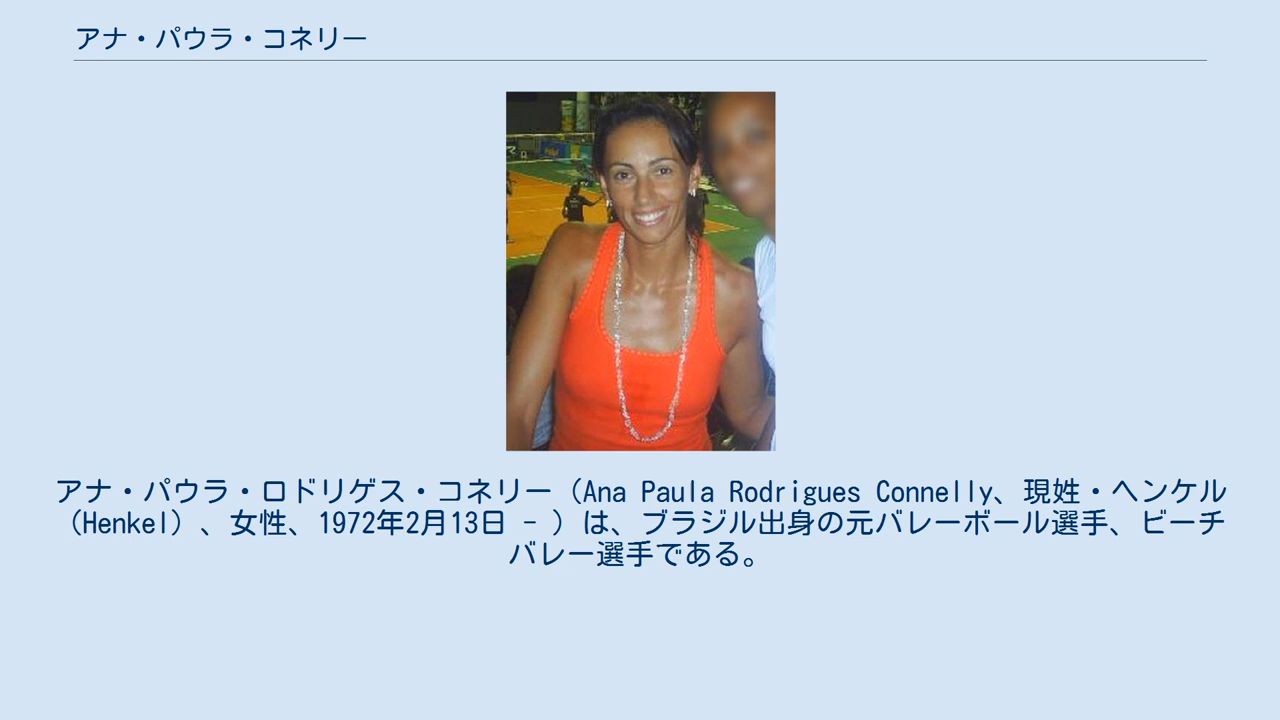 アナ・パウラ・コネリー
アナ・パウラ・ロドリゲス・コネリー（Ana Paula Rodrigues Connelly、現姓・ヘンケル
（Henkel）、女性、1972年2月13日 - ）は、ブラジル出身の元バレーボール選手、ビーチ
バレー選手である。